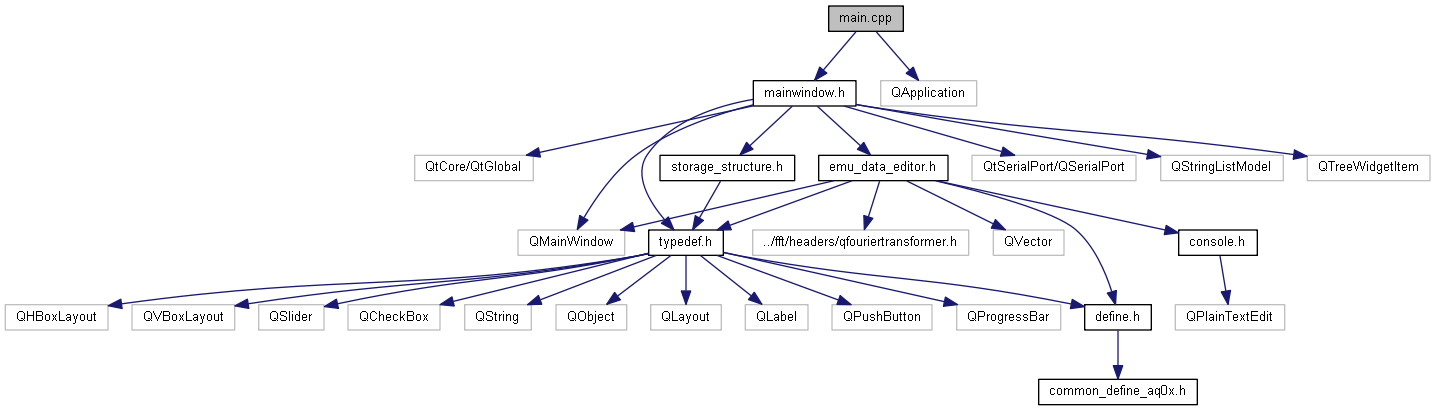 main.cpp
mainwindow.h
QApplication
QtCore/QtGlobal
storage_structure.h
emu_data_editor.h
QtSerialPort/QSerialPort
QStringListModel
QTreeWidgetItem
QMainWindow
typedef.h
../fft/headers/qfouriertransformer.h
QVector
console.h
QHBoxLayout
QVBoxLayout
QSlider
QCheckBox
QString
QObject
QLayout
QLabel
QPushButton
QProgressBar
define.h
QPlainTextEdit
common_define_aq0x.h